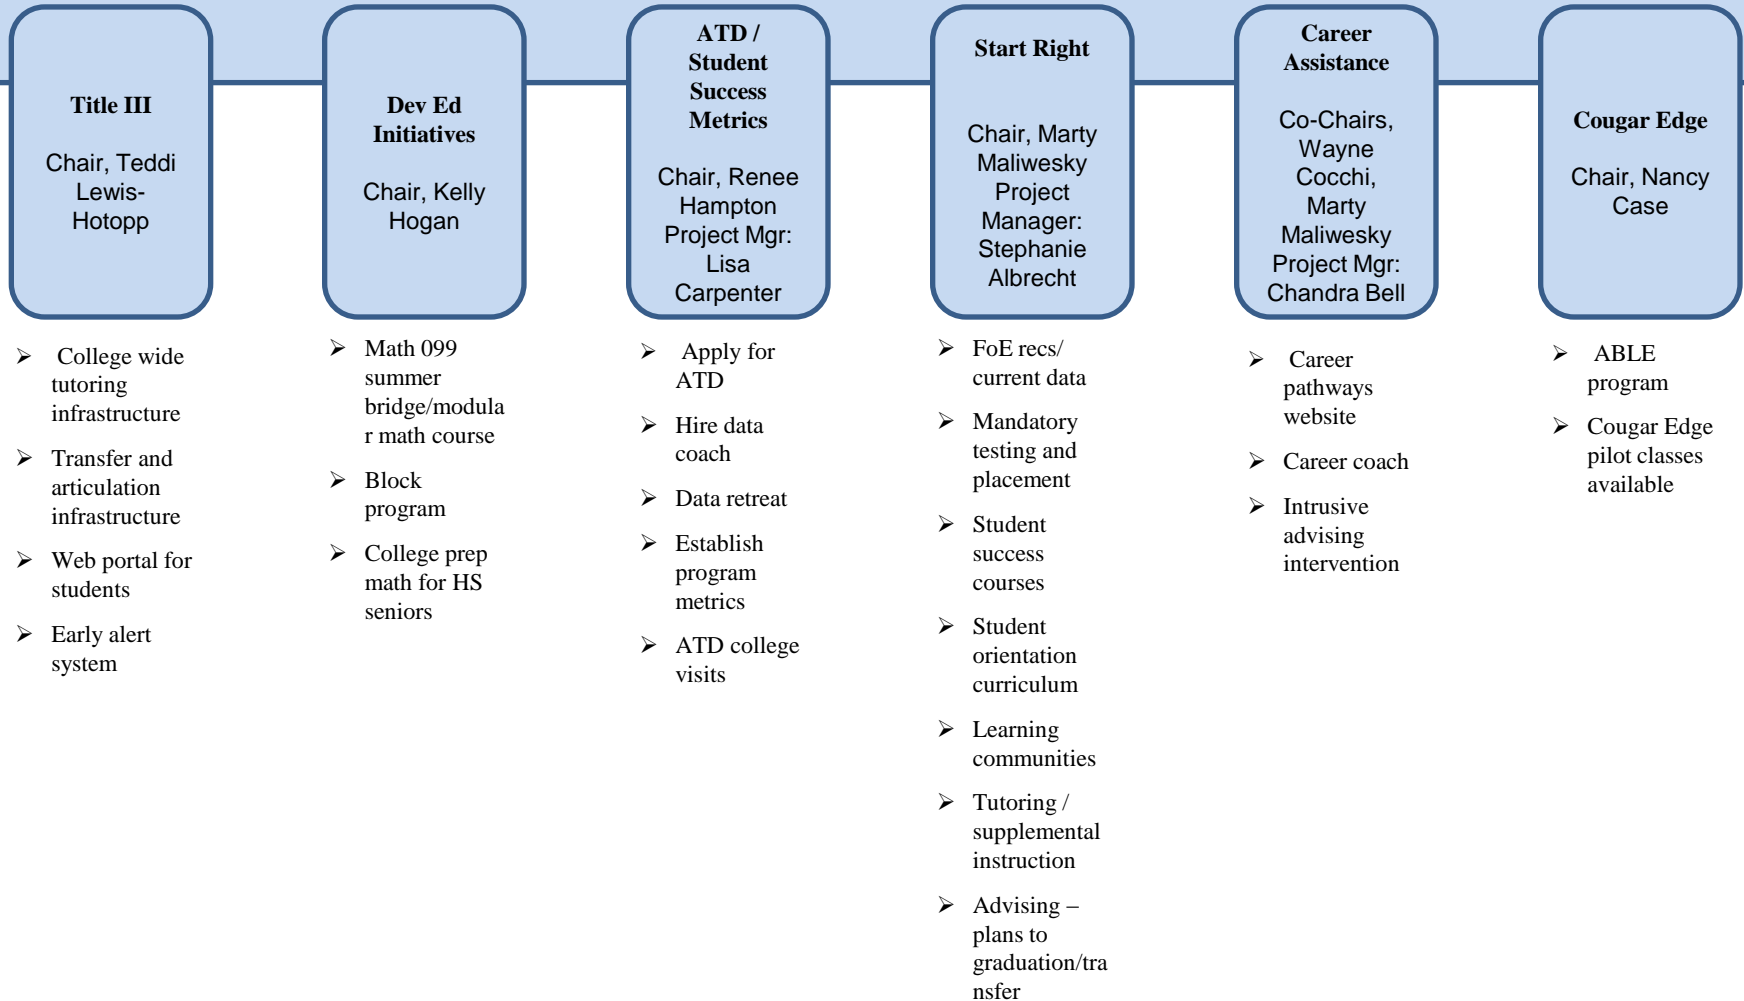 Title III
Chair, Teddi
Lewis-
Hotopp
➢ College wide
tutoring
infrastructure
➢ Transfer and
articulation
infrastructure
➢ Web portal for
students
➢ Early alert
system
Dev Ed
Initiatives
Chair, Kelly
Hogan
➢ Math 099
summer
bridge/modula
r math course
➢ Block
program
➢ College prep
math for HS
seniors
ATD /
Student
Success
Metrics
Chair, Renee
Hampton
Project Mgr:
Lisa
Carpenter
➢ Apply for
ATD
➢ Hire data
coach
➢ Data retreat
➢ Establish
program
metrics
➢ ATD college
visits
Start Right
Chair, Marty
Maliwesky
Project
Manager:
Stephanie
Albrecht
➢ FoE recs/
current data
➢ Mandatory
testing and
placement
➢ Student
success
courses
➢ Student
orientation
curriculum
➢ Learning
communities
➢ Tutoring /
supplemental
instruction
➢ Advising –
plans to
graduation/tra
nsfer
Career
Assistance
Co-Chairs,
Wayne
Cocchi,
Marty
Maliwesky
Project Mgr:
Chandra Bell
➢ Career
pathways
website
➢ Career coach
➢ Intrusive
advising
intervention
Cougar Edge
Chair, Nancy
Case
➢ ABLE
program
➢ Cougar Edge
pilot classes
available